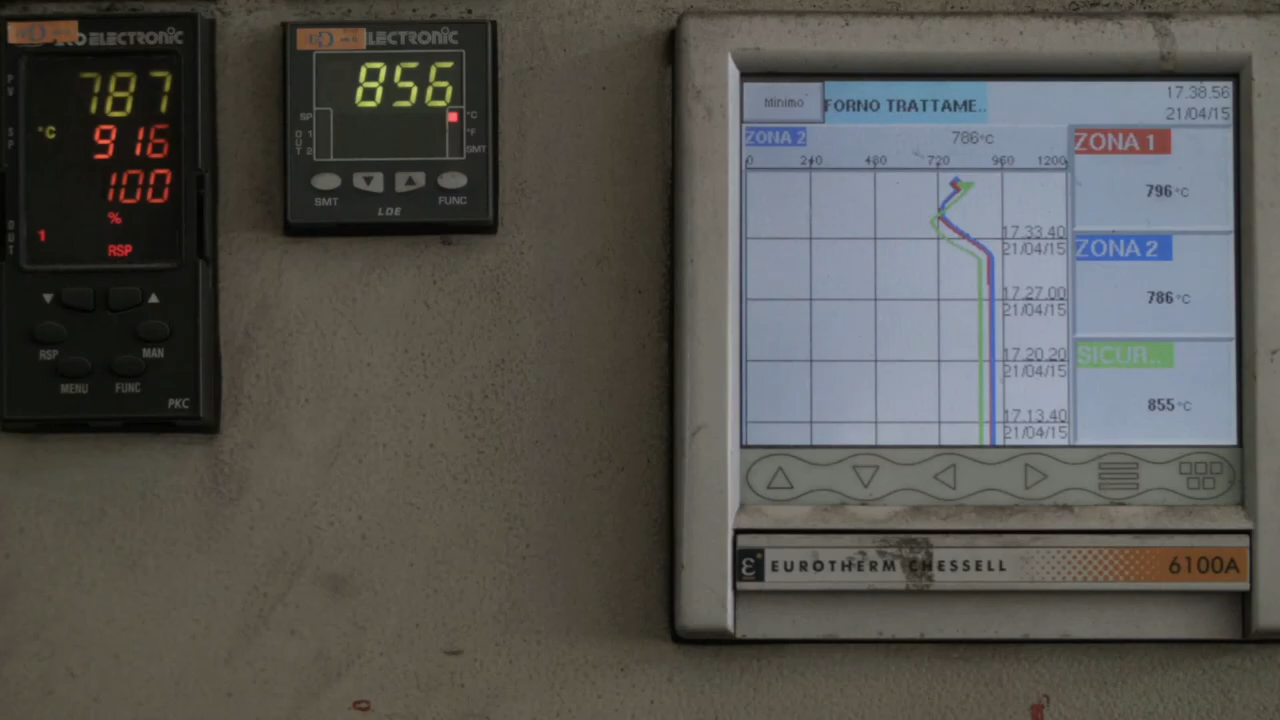 ELECTRONIC
787
°C
916
100
%
1
RSP
RSP
MAN
MENU
FUNC
PKC
LECTRONIC
856
SP
°C
°F
SMT
SMT
FUNC
LDE
Minimo
FORNO TRATTAME..
17.38.56
21/04/15
ZONA 2
786°C
0 240 480 720 960 1200
17.33.40
21/04/15
17.27.00
21/04/15
17.20.20
21/04/15
17.13.40
21/04/15
ZONA 1
796 °C
ZONA 2
786 °C
SICUR..
855 °C
EUROTHERM CHESSELL
6100A